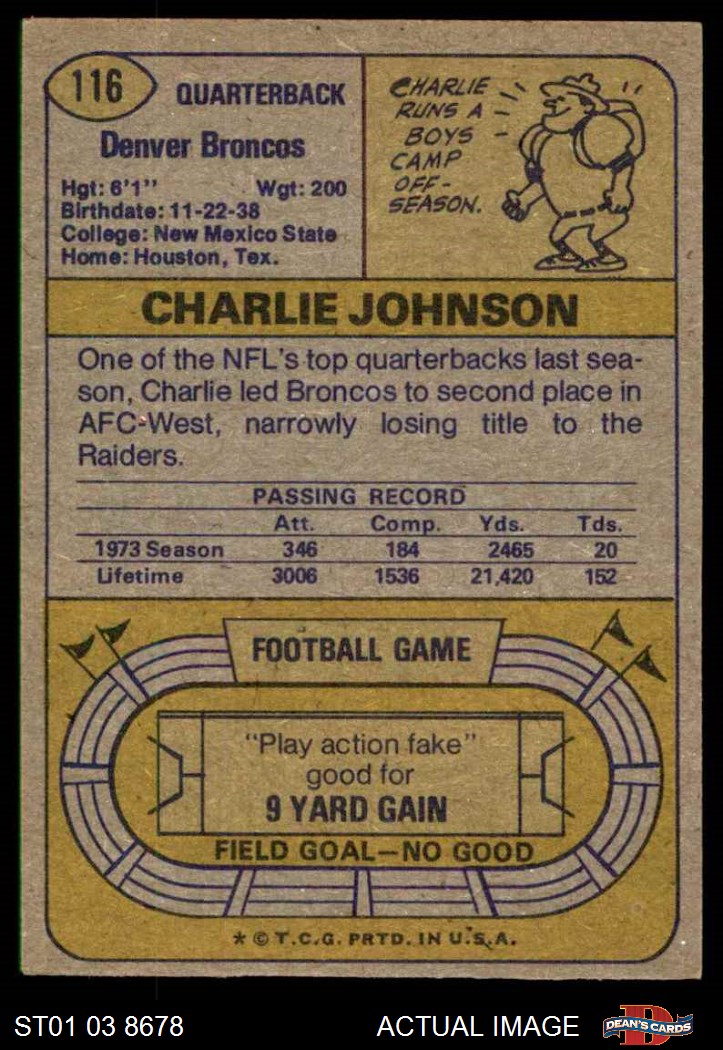 116
QUARTERBACK
Denver Broncos
Hgt: 6'1" Wgt: 200
Birthdate: 11-22-38
College: New Mexico State
Home: Houston, Tex.
CHARLIE
RUNS A
BOYS
CAMP
OFF-
SEASON.
CHARLIE JOHNSON
One of the NFL's top quarterbacks last sea-
son, Charlie led Broncos to second place in
AFC-West, narrowly losing title to the
Raiders.
PASSING RECORD
Att. Comp. Yds. Tds.
1973 Season 346 184 2465 20
Lifetime 3006 1536 21,420 152
FOOTBALL GAME
"Play action fake"
good for
9 YARD GAIN
FIELD GOAL—NO GOOD
* © T.C.G. PRTD. IN U.S.A.
ST01 03 8678 ACTUAL IMAGE D DEAN'S CARDS